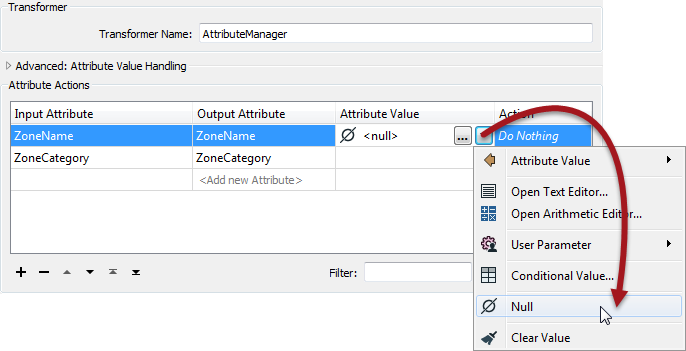 Transformer
Transformer Name: AttributeManager
Advanced: Attribute Value Handling
Attribute Actions
Input Attribute Output Attribute Attribute Value Action
ZoneName ZoneName <null> ... Do Nothing
ZoneCategory ZoneCategory
<Add new Attribute>
Filter:
Attribute Value
Open Text Editor...
Open Arithmetic Editor...
User Parameter
Conditional Value...
Null
Clear Value